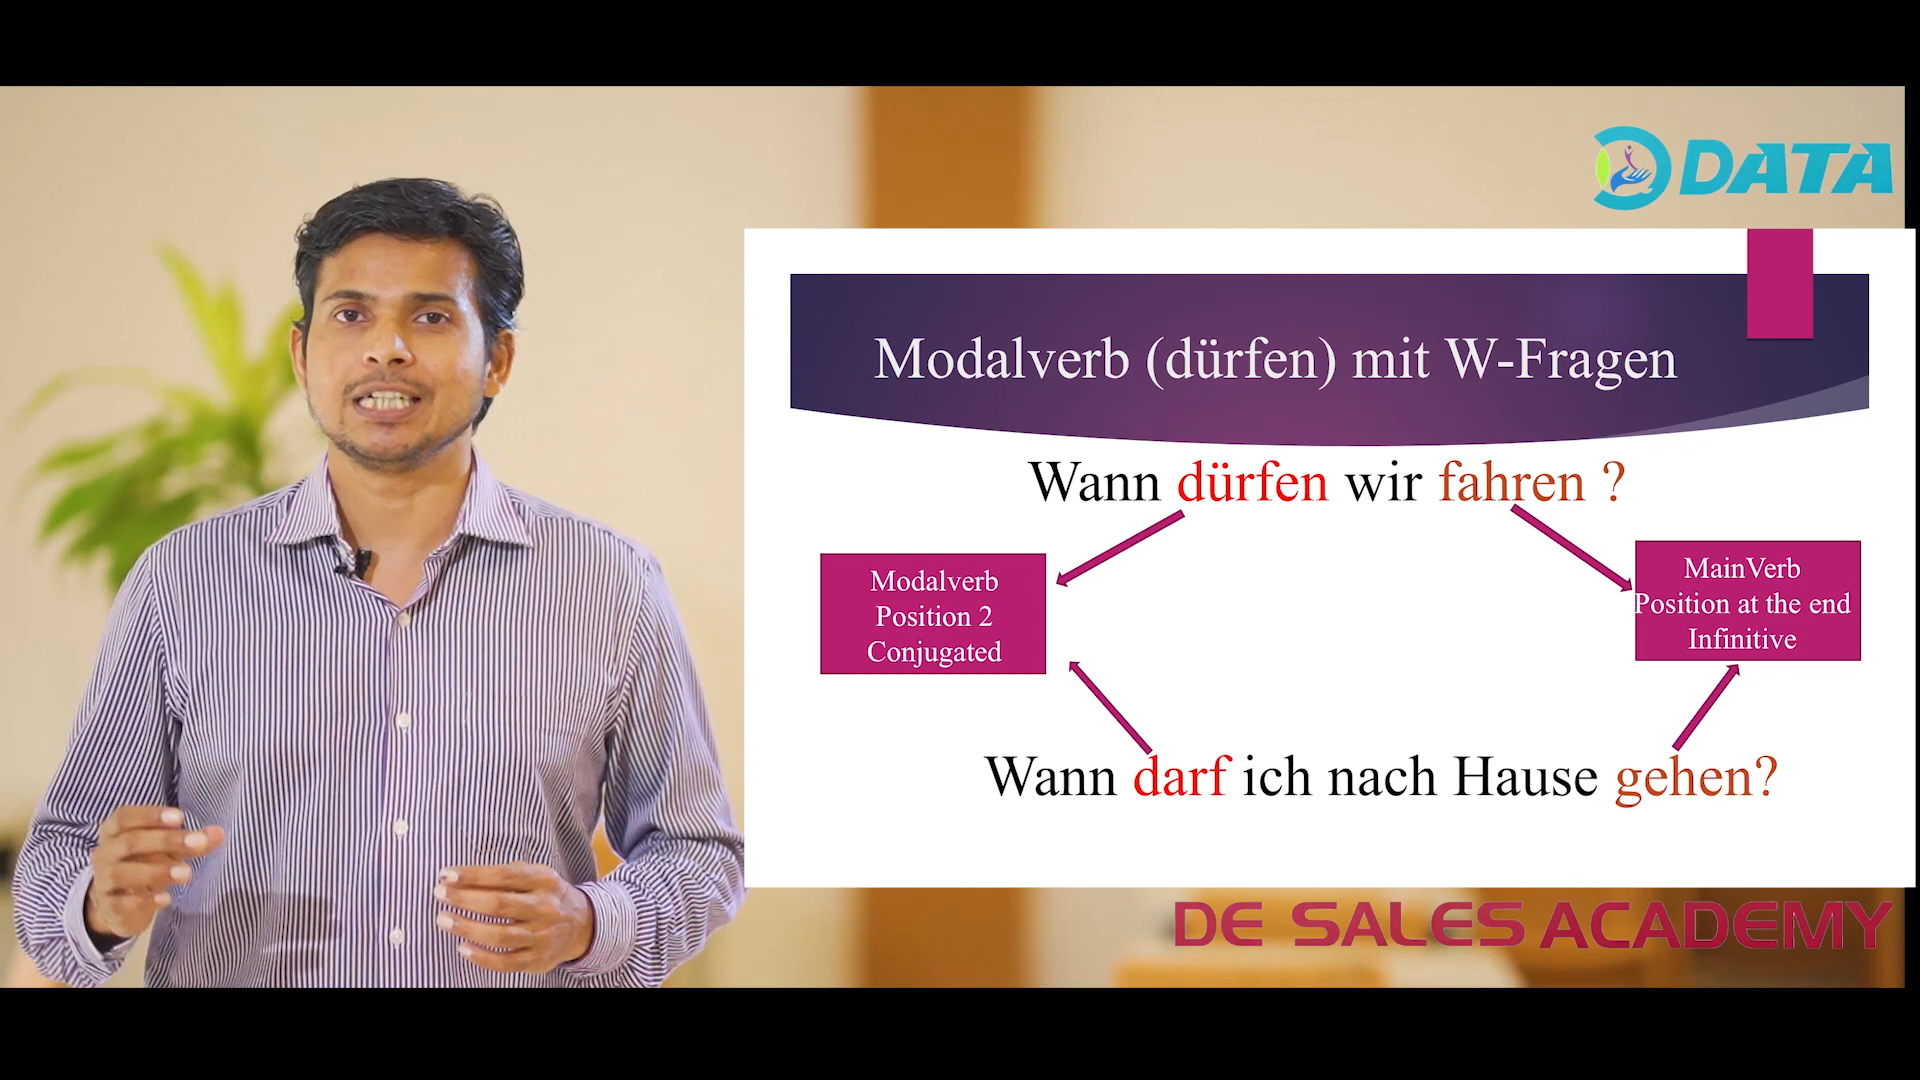 DATA
Modalverb (dürfen) mit W-Fragen
Wann dürfen wir fahren ?
Modalverb
Position 2
Conjugated
MainVerb
Position at the end
Infinitive
Wann darf ich nach Hause gehen?
DE SALES ACADEMY